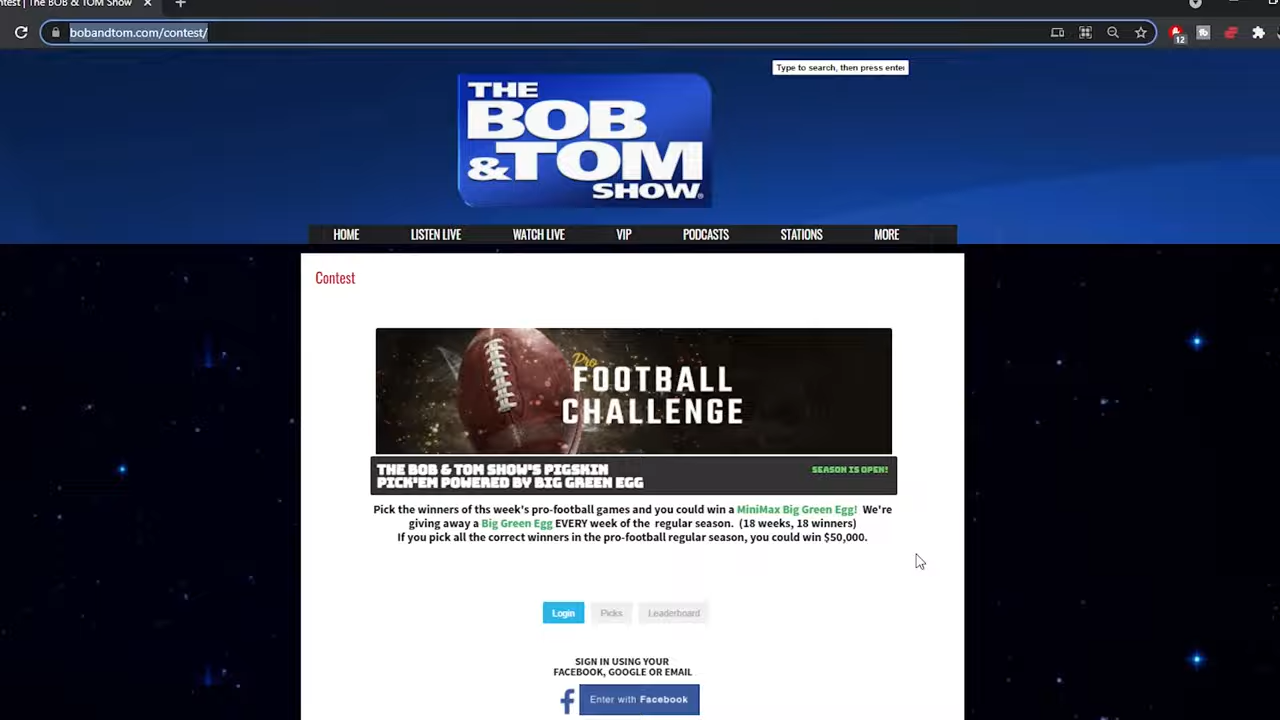 ntest | The BOB & TOM Show
bobandtom.com/contest/
12
Type to search, then press enter
THE
BOB
& TOM
SHOW®
HOME LISTEN LIVE WATCH LIVE VIP PODCASTS STATIONS MORE
Contest
Pro
FOOTBALL
CHALLENGE
THE BOB & TOM SHOW'S PIGSKIN
PICK'EM POWERED BY BIG GREEN EGG
SEASON IS OPEN!
Pick the winners of ths week's pro-football games and you could win a MiniMax Big Green Egg! We're
giving away a Big Green Egg EVERY week of the regular season. (18 weeks, 18 winners)
If you pick all the correct winners in the pro-football regular season, you could win $50,000.
Login Picks Leaderboard
SIGN IN USING YOUR
FACEBOOK, GOOGLE OR EMAIL
f Enter with Facebook